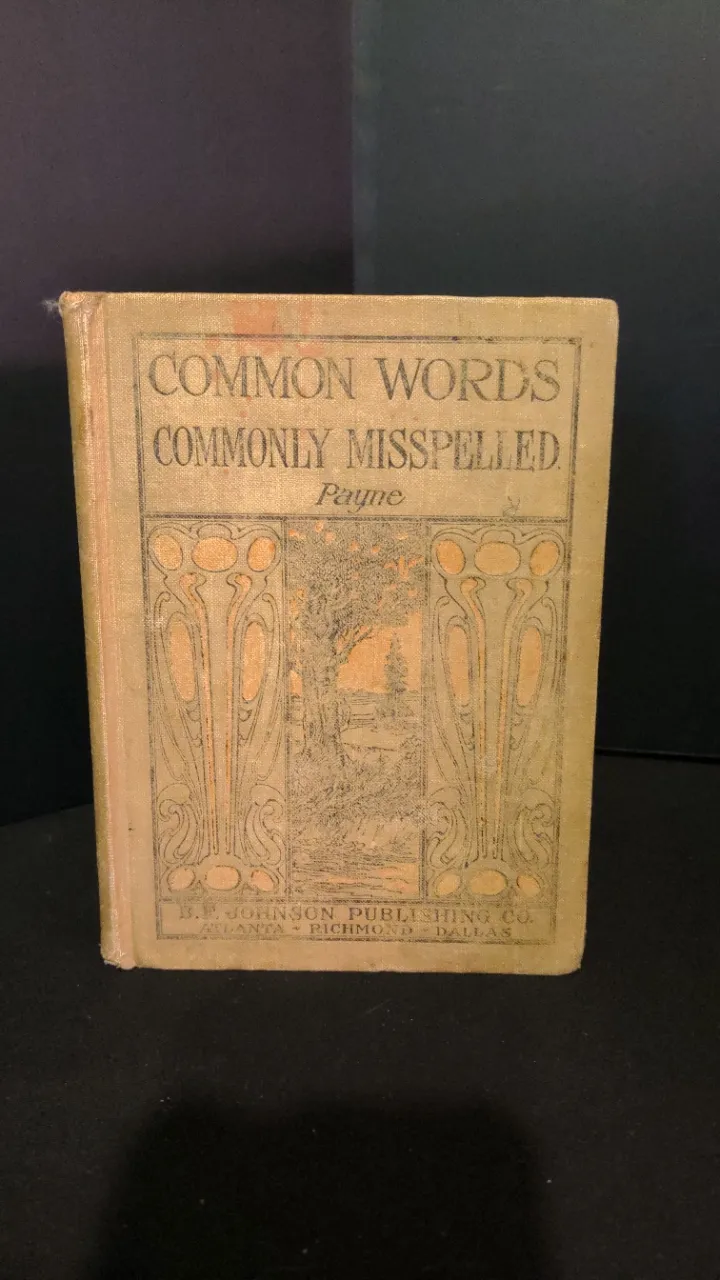 COMMON WORDS
COMMONLY MISSPELLED.
Payne
B.F. JOHNSON PUBLISHING CO.
ATLANTA - RICHMOND - DALLAS